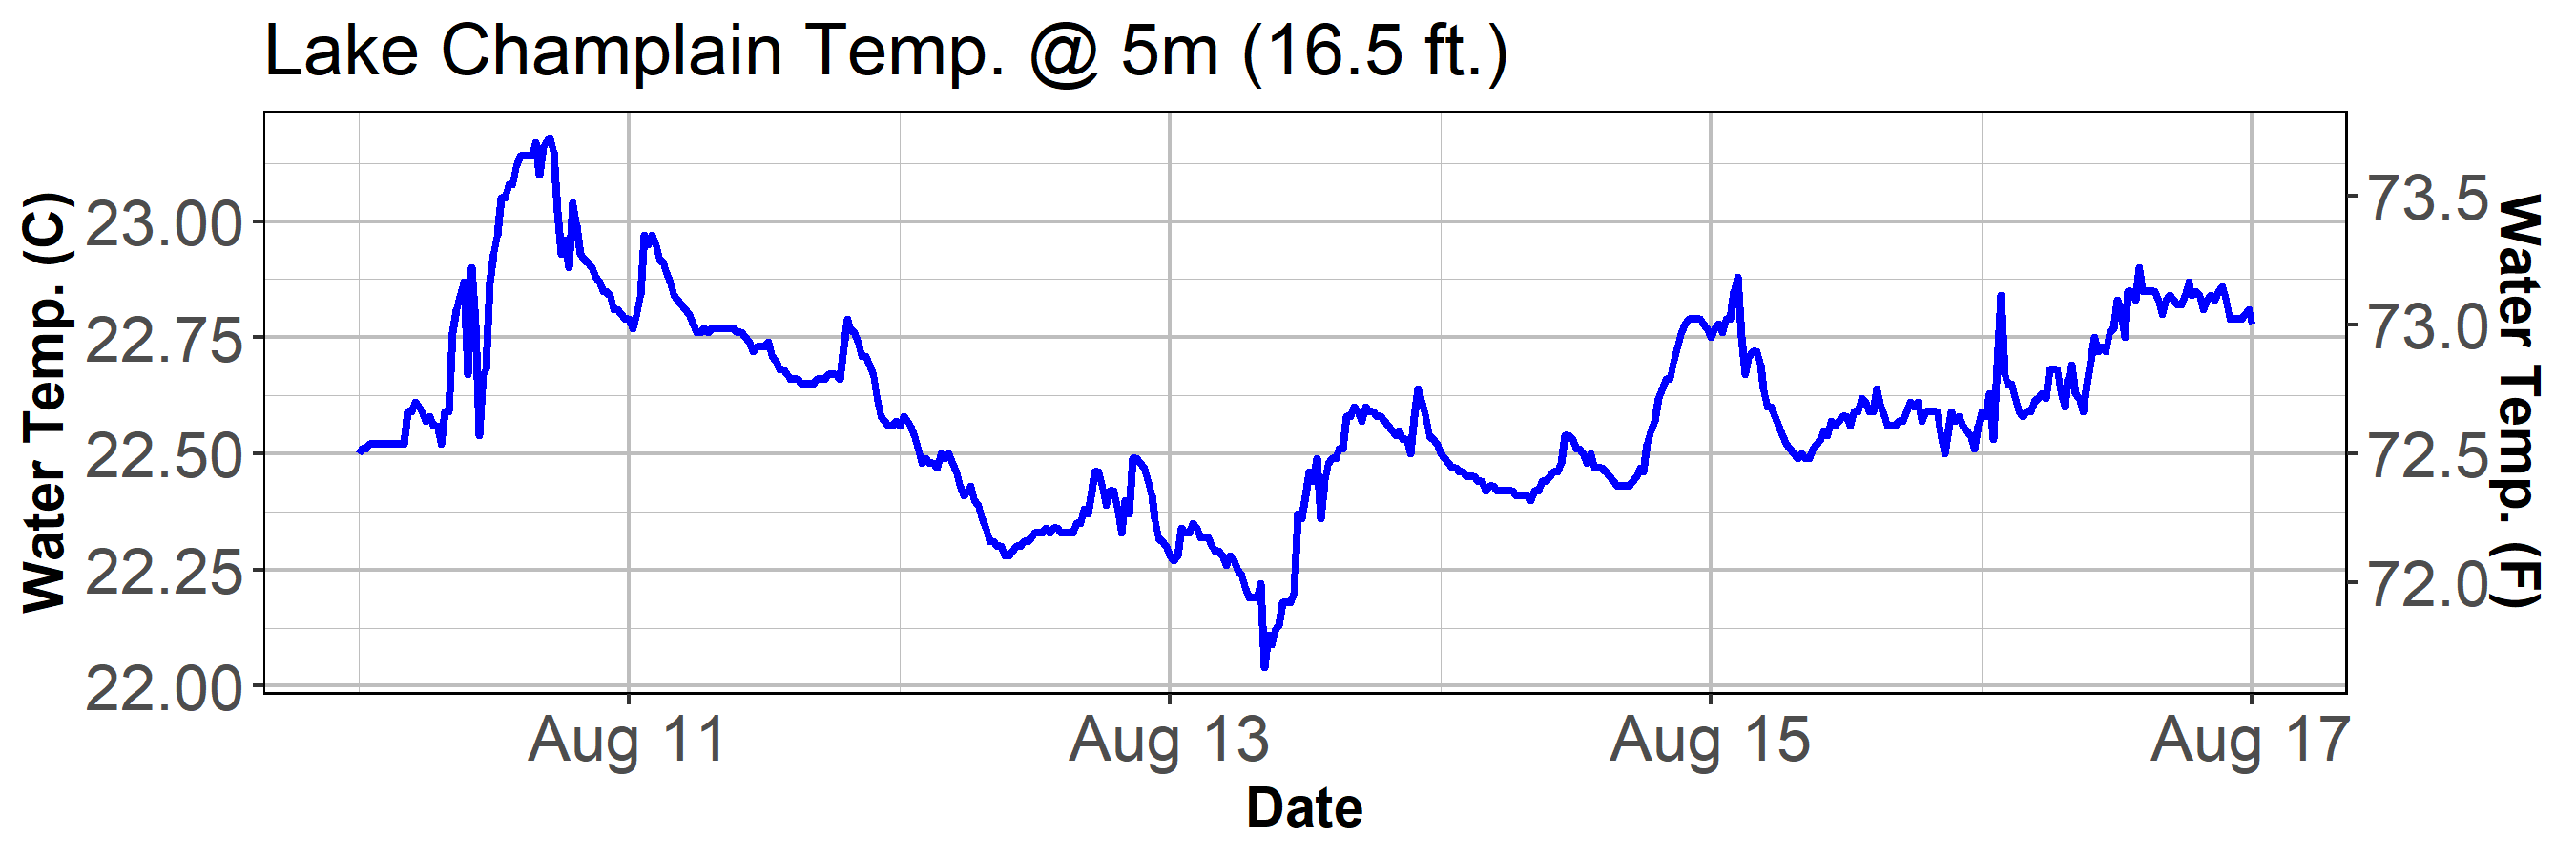 Lake Champlain Temp. @ 5m (16.5 ft.)
Water Temp. (C)
23.00
22.75
22.50
22.25
22.00
73.5
73.0
72.5
72.0
Water Temp. (F)
Aug 11 Aug 13 Aug 15 Aug 17
Date